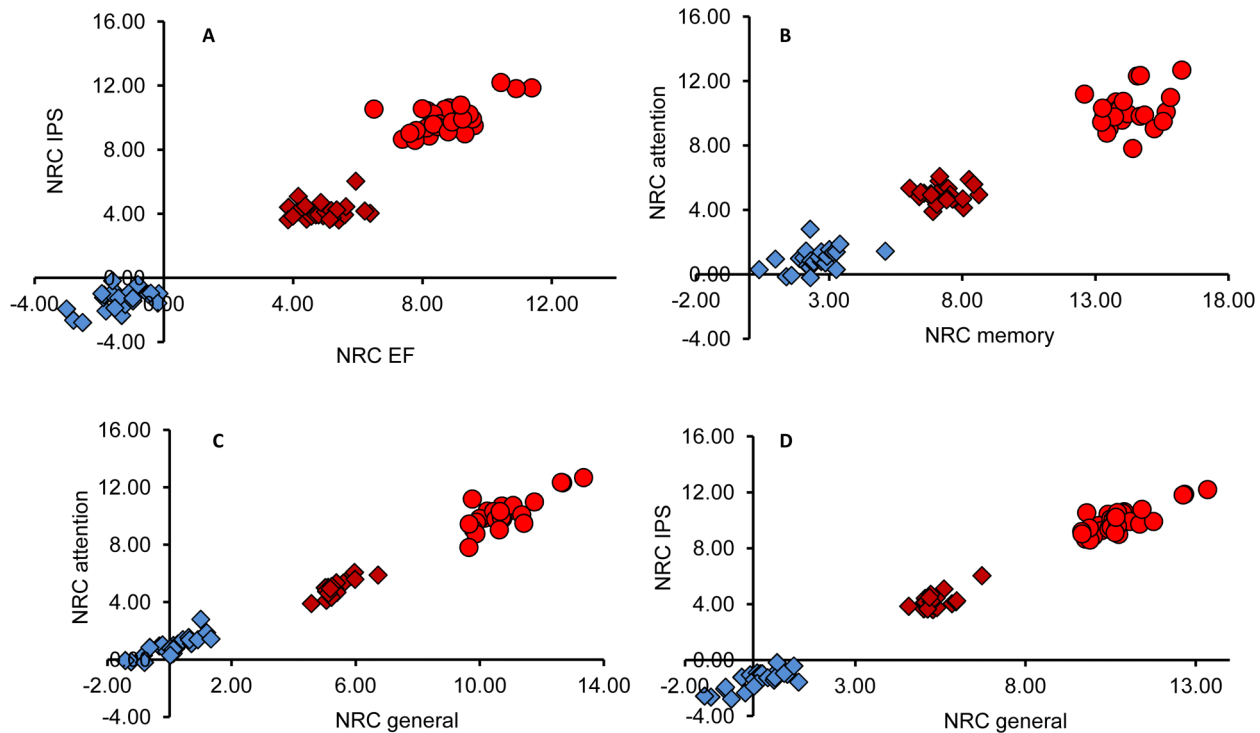 A
16.00
12.00
8.00
4.00
0.00
-4.00
NRC IPS
-4.00 0.00 4.00 8.00 12.00
NRC EF
B
16.00
12.00
8.00
4.00
0.00
-4.00
NRC attention
-2.00 3.00 8.00 13.00 18.00
NRC memory
C
16.00
12.00
8.00
4.00
0.00
-4.00
NRC attention
-2.00 2.00 6.00 10.00 14.00
NRC general
D
16.00
12.00
8.00
4.00
0.00
-4.00
NRC IPS
-2.00 3.00 8.00 13.00
NRC general